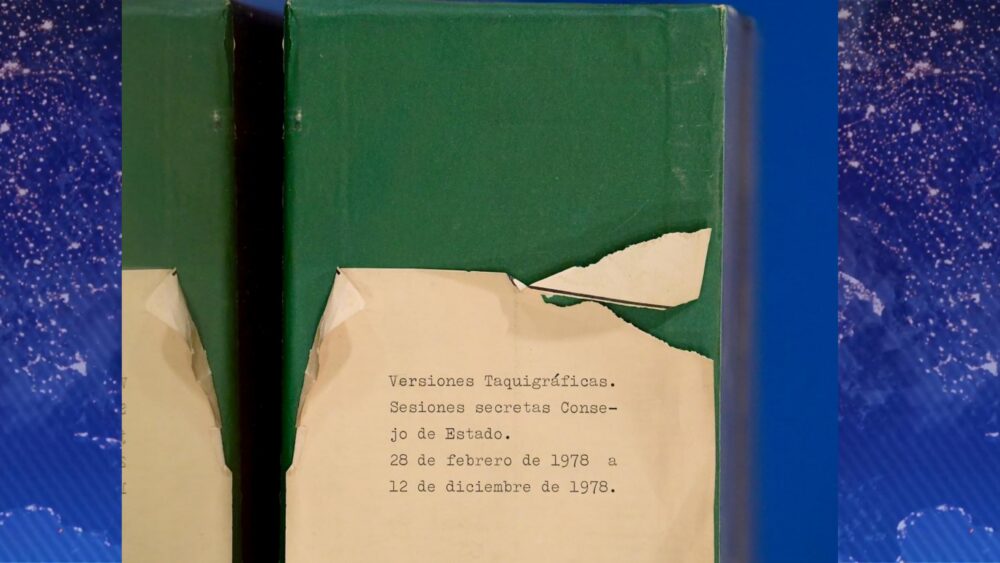 Versiones Taquigráficas.
Sesiones secretas Conse-
jo de Estado.
28 de febrero de 1978 a
12 de diciembre de 1978.